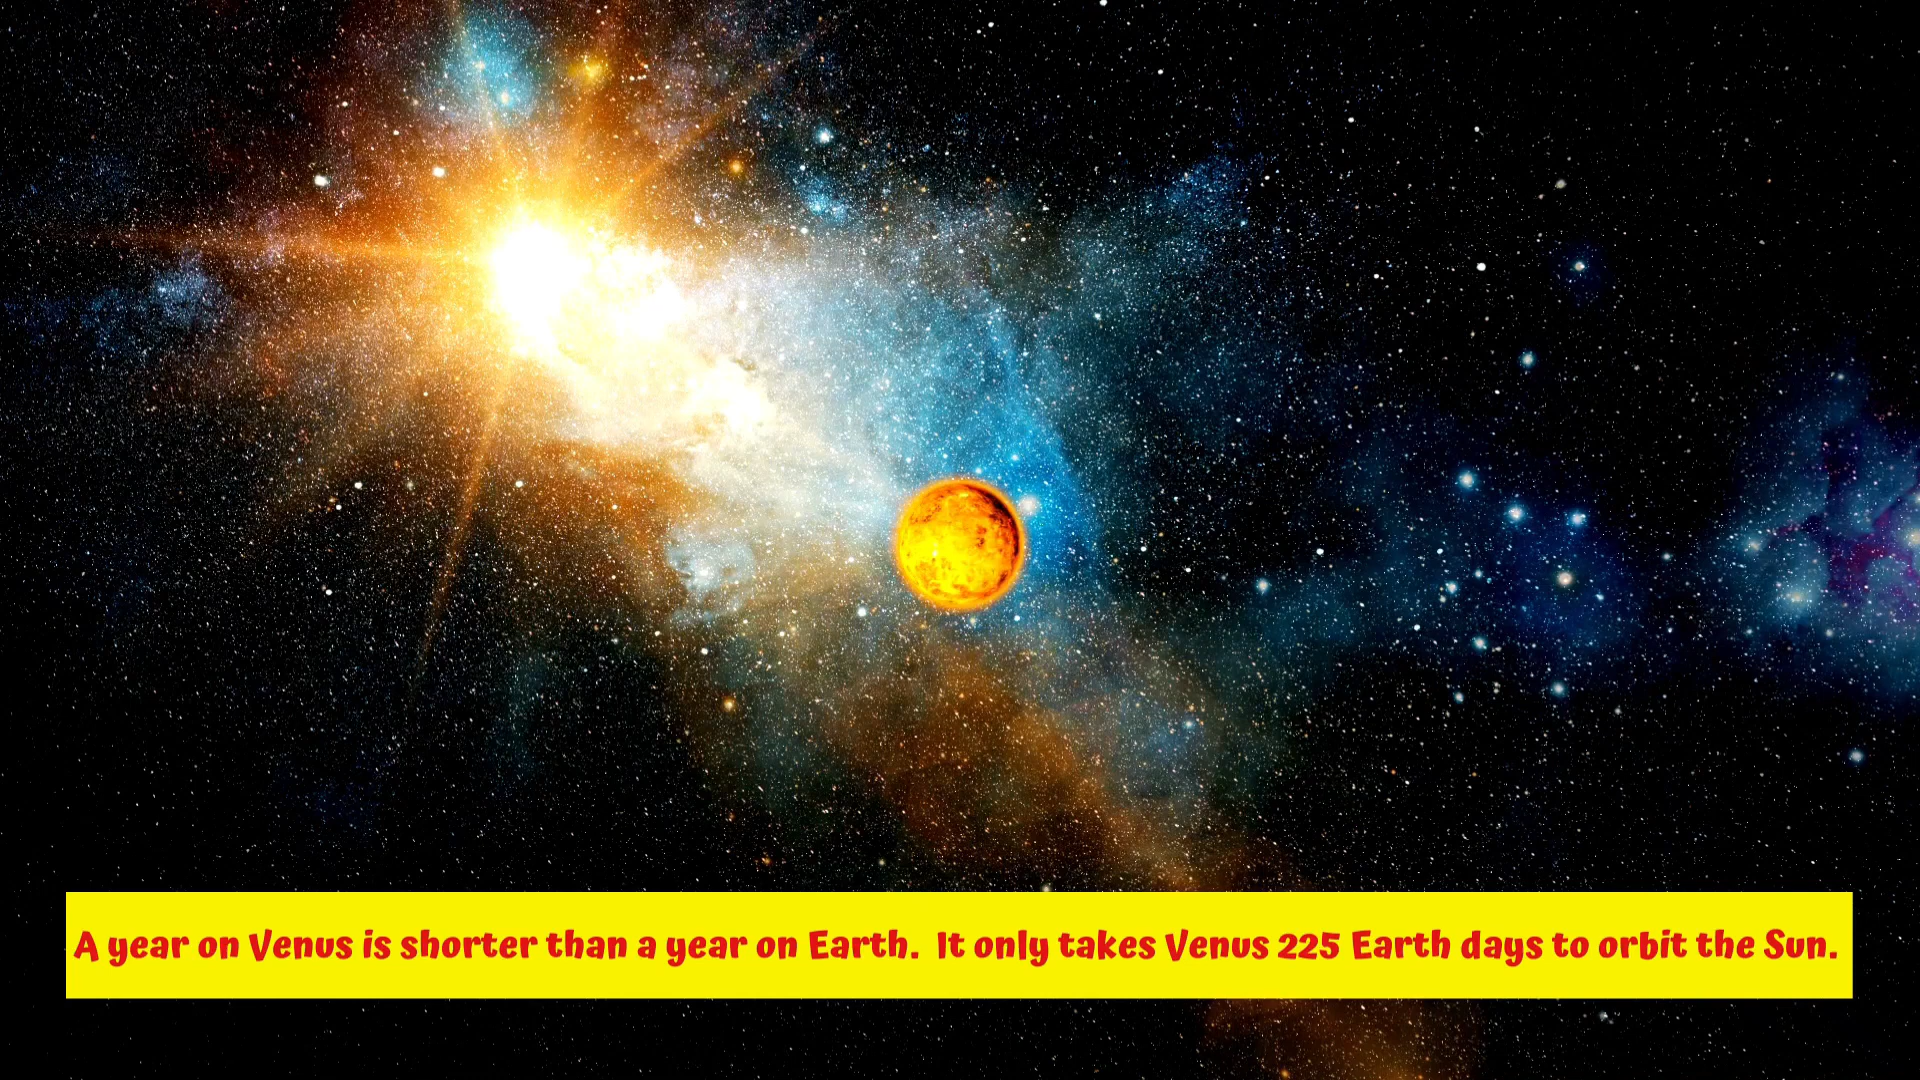 A year on Venus is shorter than a year on Earth.  It only takes Venus 225 Earth days to orbit the Sun.